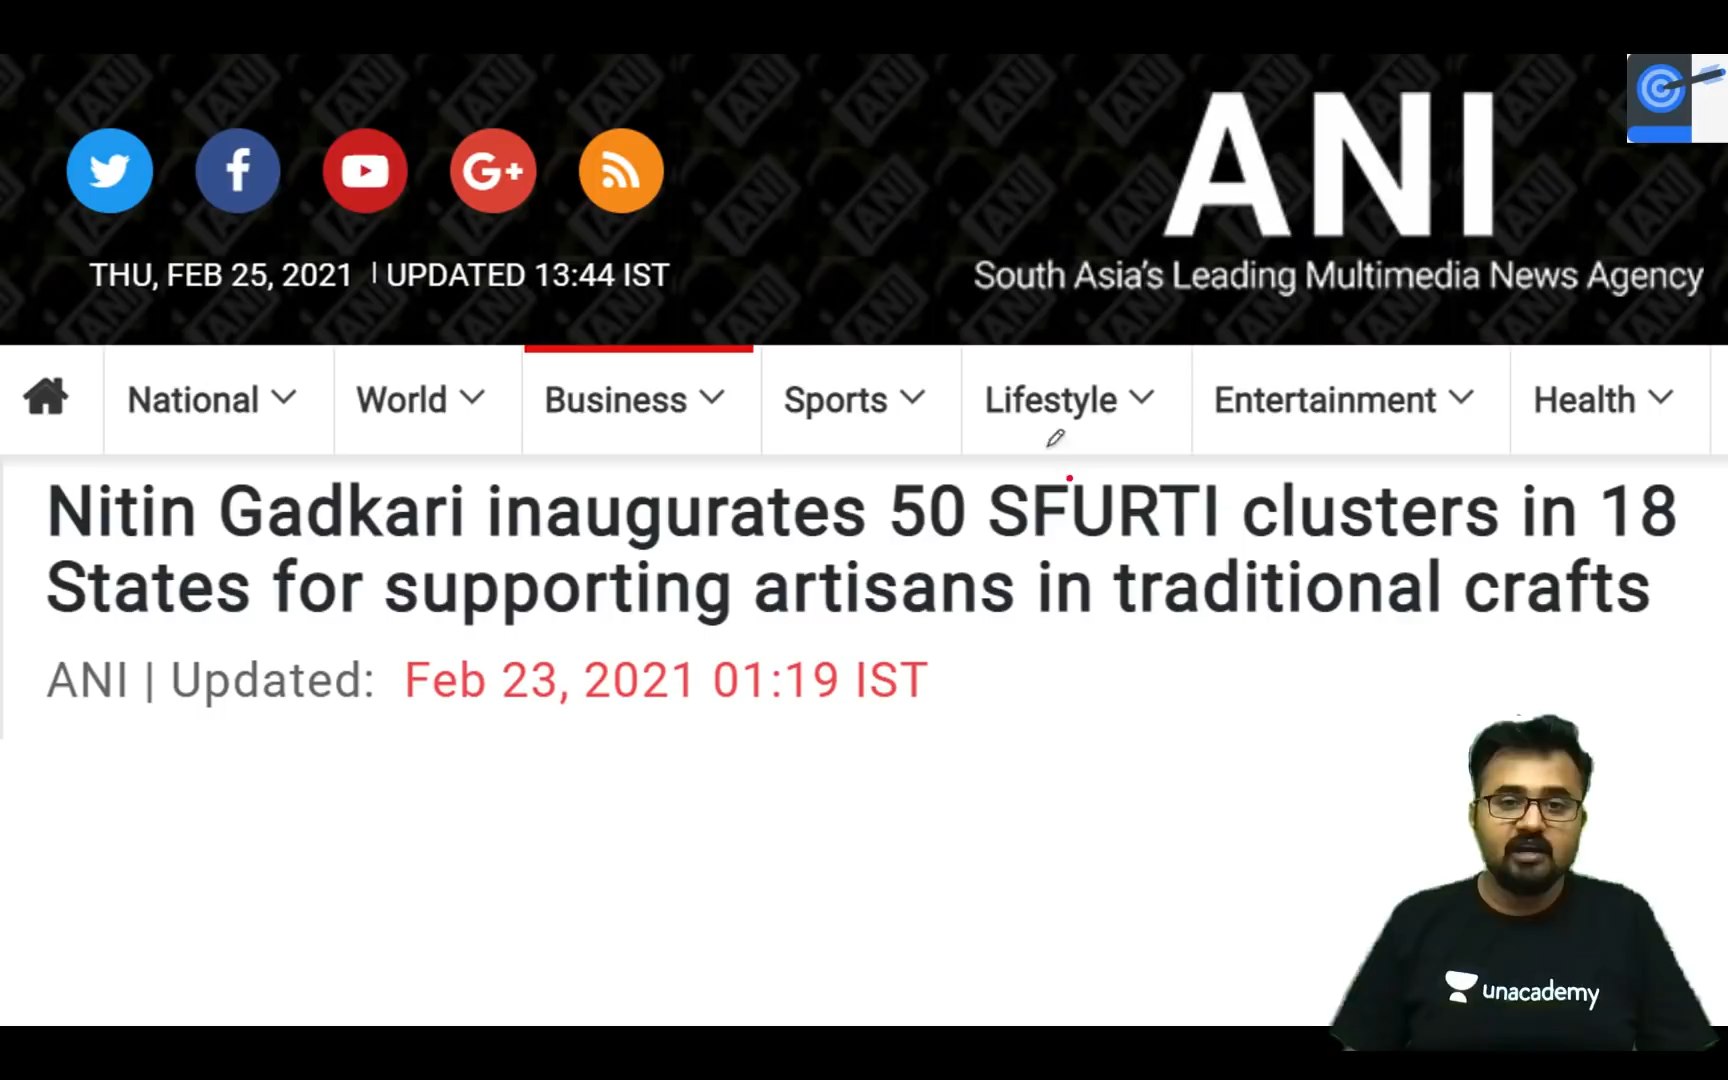 ANI
South Asia's Leading Multimedia News Agency
G+
THU, FEB 25, 2021 | UPDATED 13:44 IST
National
World
Business
Sports
Lifestyle
Entertainment
Health
Nitin Gadkari inaugurates 50 SFURTI clusters in 18
States for supporting artisans in traditional crafts
ANI | Updated: Feb 23, 2021 01:19 IST
unacademy